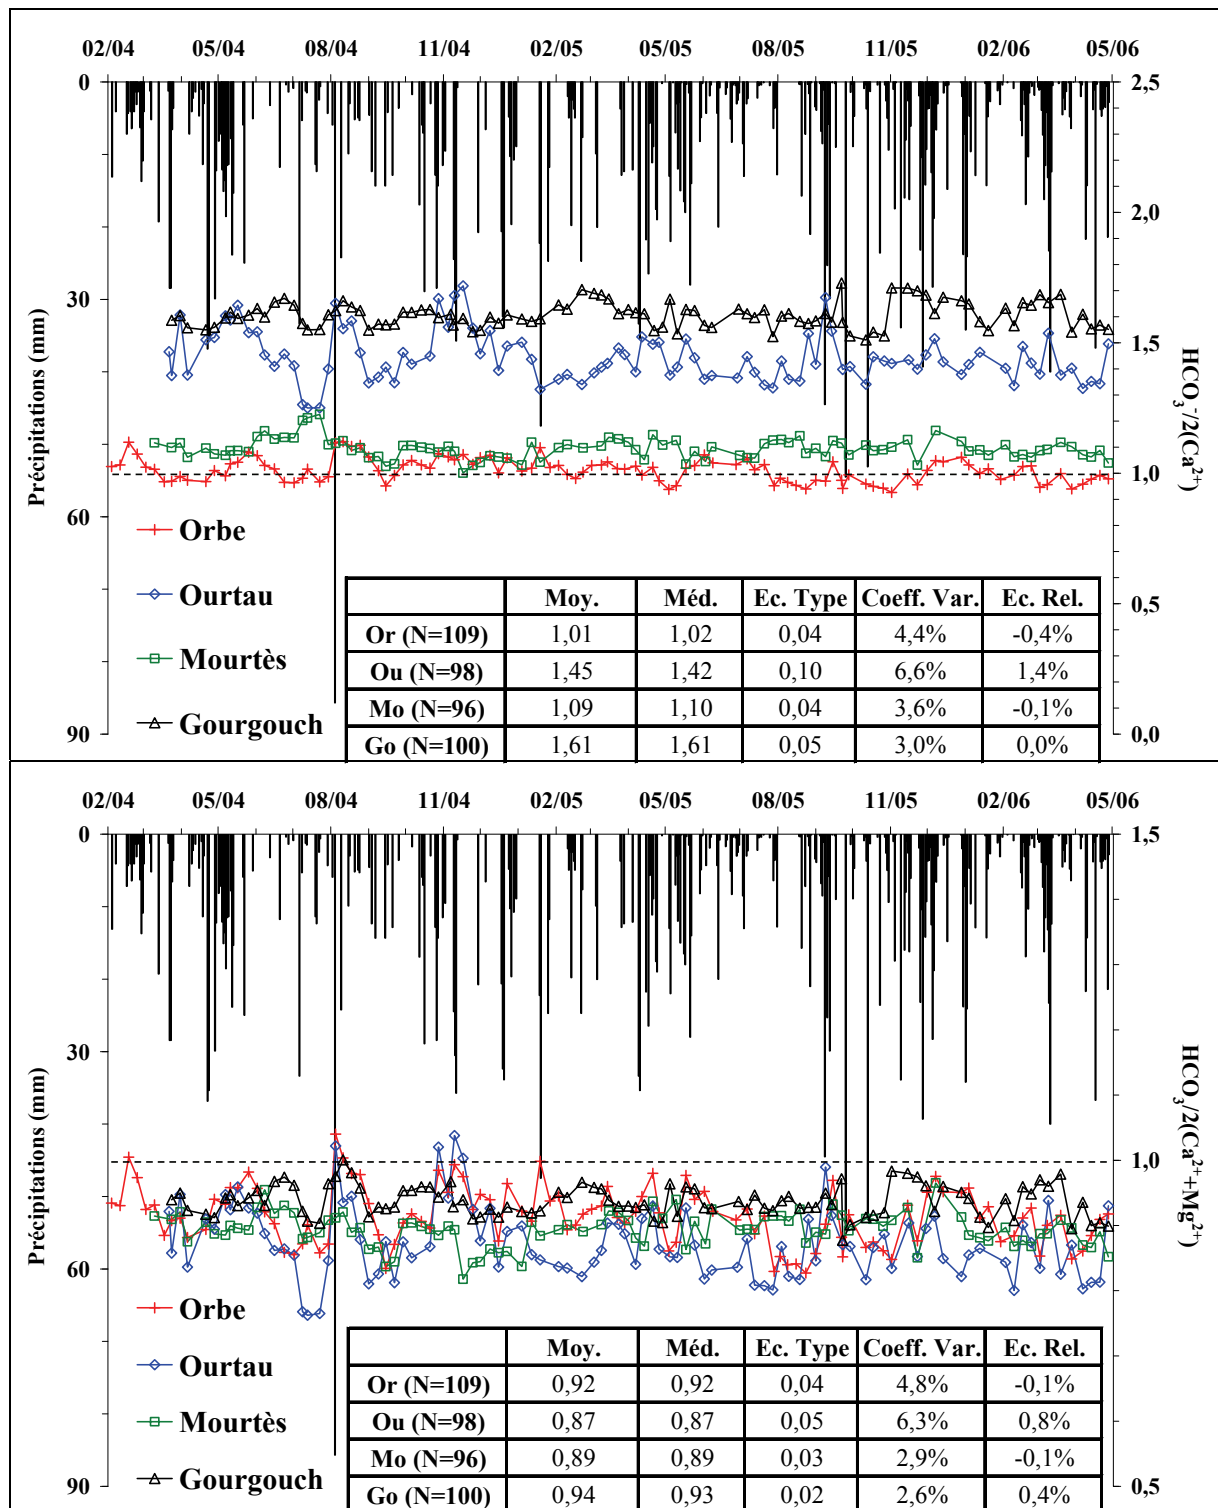 02/04 05/04 08/04 11/04 02/05 05/05 08/05 11/05 02/06 05/06
0
30
60
90
Précipitations (mm)
2,5
2,0
1,5
1,0
0,5
0,0
HCO3-/2(Ca2+)
Orbe
Ourtau
Mourtès
Gourgouch
Moy. Méd. Ec. Type Coeff. Var. Ec. Rel.
Or (N=109) 1,01 1,02 0,04 4,4% -0,4%
Ou (N=98) 1,45 1,42 0,10 6,6% 1,4%
Mo (N=96) 1,09 1,10 0,04 3,6% -0,1%
Go (N=100) 1,61 1,61 0,05 3,0% 0,0%
02/04 05/04 08/04 11/04 02/05 05/05 08/05 11/05 02/06 05/06
0
30
60
90
Précipitations (mm)
1,5
1,0
0,5
HCO3/2(Ca2++Mg2+)
Orbe
Ourtau
Mourtès
Gourgouch
Moy. Méd. Ec. Type Coeff. Var. Ec. Rel.
Or (N=109) 0,92 0,92 0,04 4,8% -0,1%
Ou (N=98) 0,87 0,87 0,05 6,3% 0,8%
Mo (N=96) 0,89 0,89 0,03 2,9% -0,1%
Go (N=100) 0,94 0,93 0,02 2,6% 0,4%